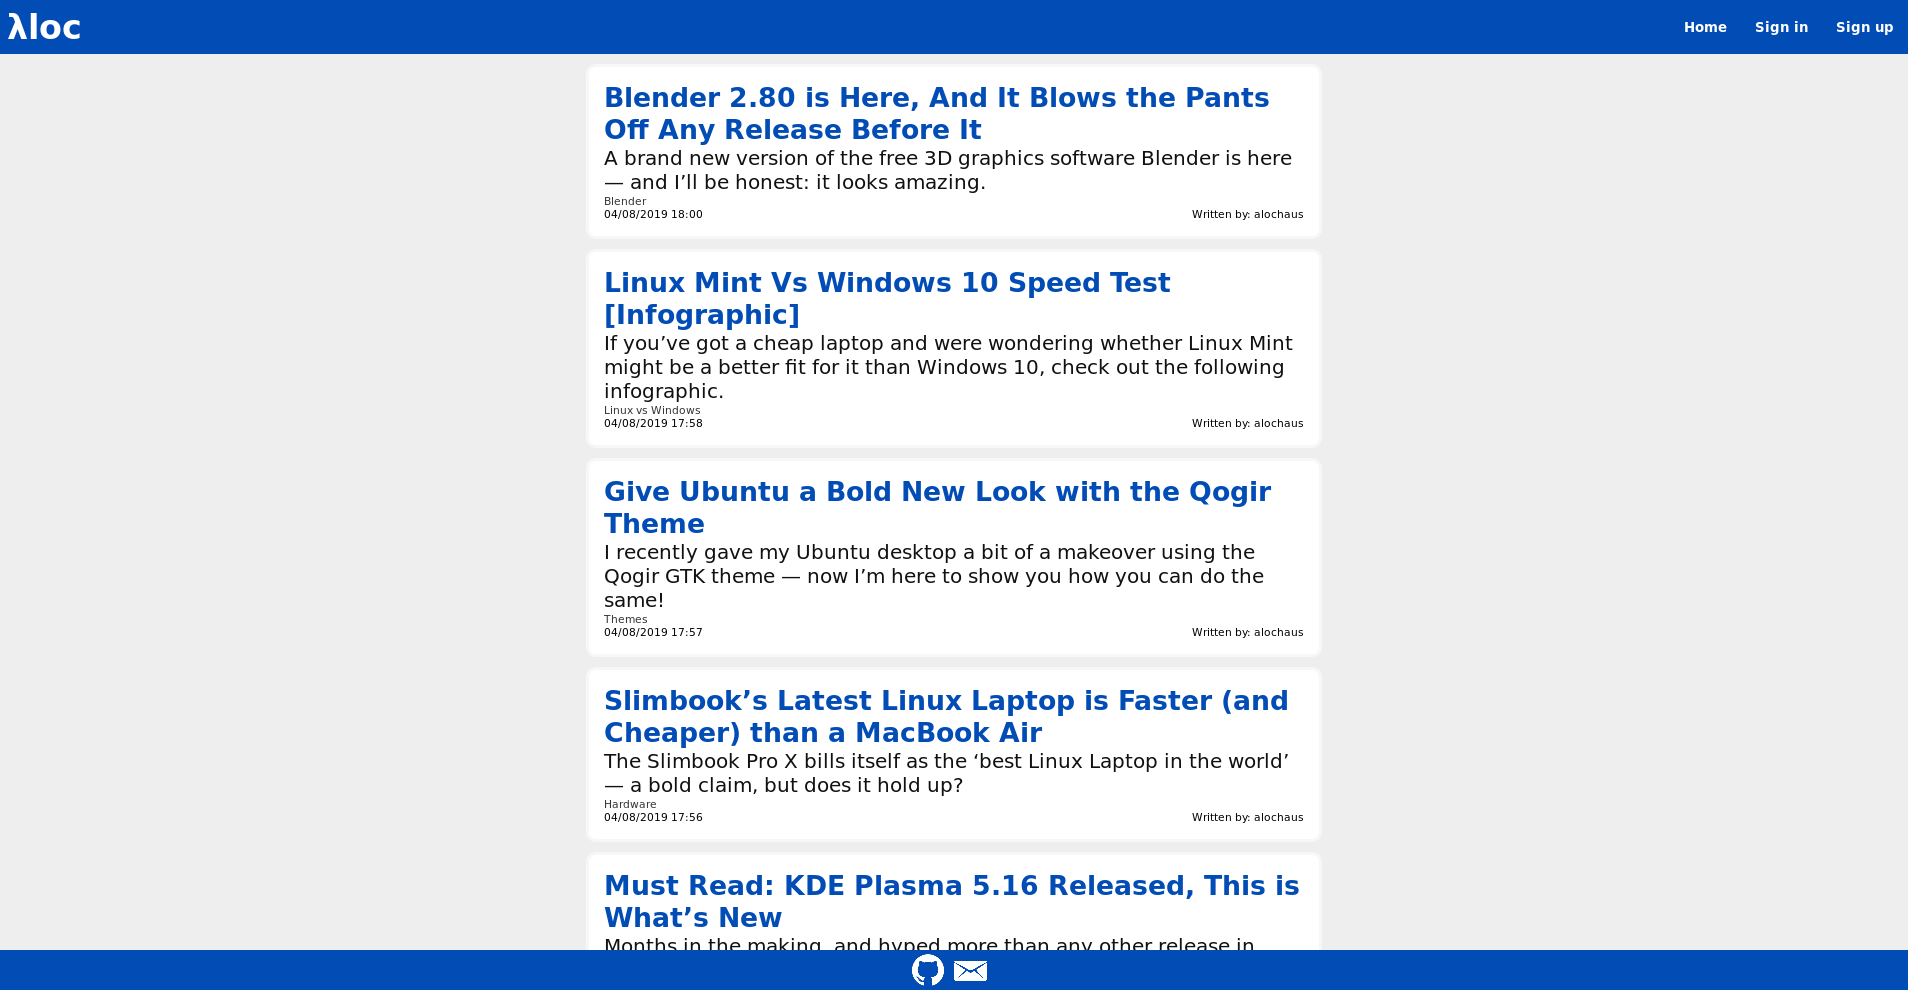 λloc
Home Sign in Sign up
Blender 2.80 is Here, And It Blows the Pants
Off Any Release Before It
A brand new version of the free 3D graphics software Blender is here
— and I’ll be honest: it looks amazing.
Blender
04/08/2019 18:00 Written by: alochaus
Linux Mint Vs Windows 10 Speed Test
[Infographic]
If you’ve got a cheap laptop and were wondering whether Linux Mint
might be a better fit for it than Windows 10, check out the following
infographic.
Linux vs Windows
04/08/2019 17:58 Written by: alochaus
Give Ubuntu a Bold New Look with the Qogir
Theme
I recently gave my Ubuntu desktop a bit of a makeover using the
Qogir GTK theme — now I’m here to show you how you can do the
same!
Themes
04/08/2019 17:57 Written by: alochaus
Slimbook’s Latest Linux Laptop is Faster (and
Cheaper) than a MacBook Air
The Slimbook Pro X bills itself as the ‘best Linux Laptop in the world’
— a bold claim, but does it hold up?
Hardware
04/08/2019 17:56 Written by: alochaus
Must Read: KDE Plasma 5.16 Released, This is
What’s New
Months in the making, and hyped more than any other release in